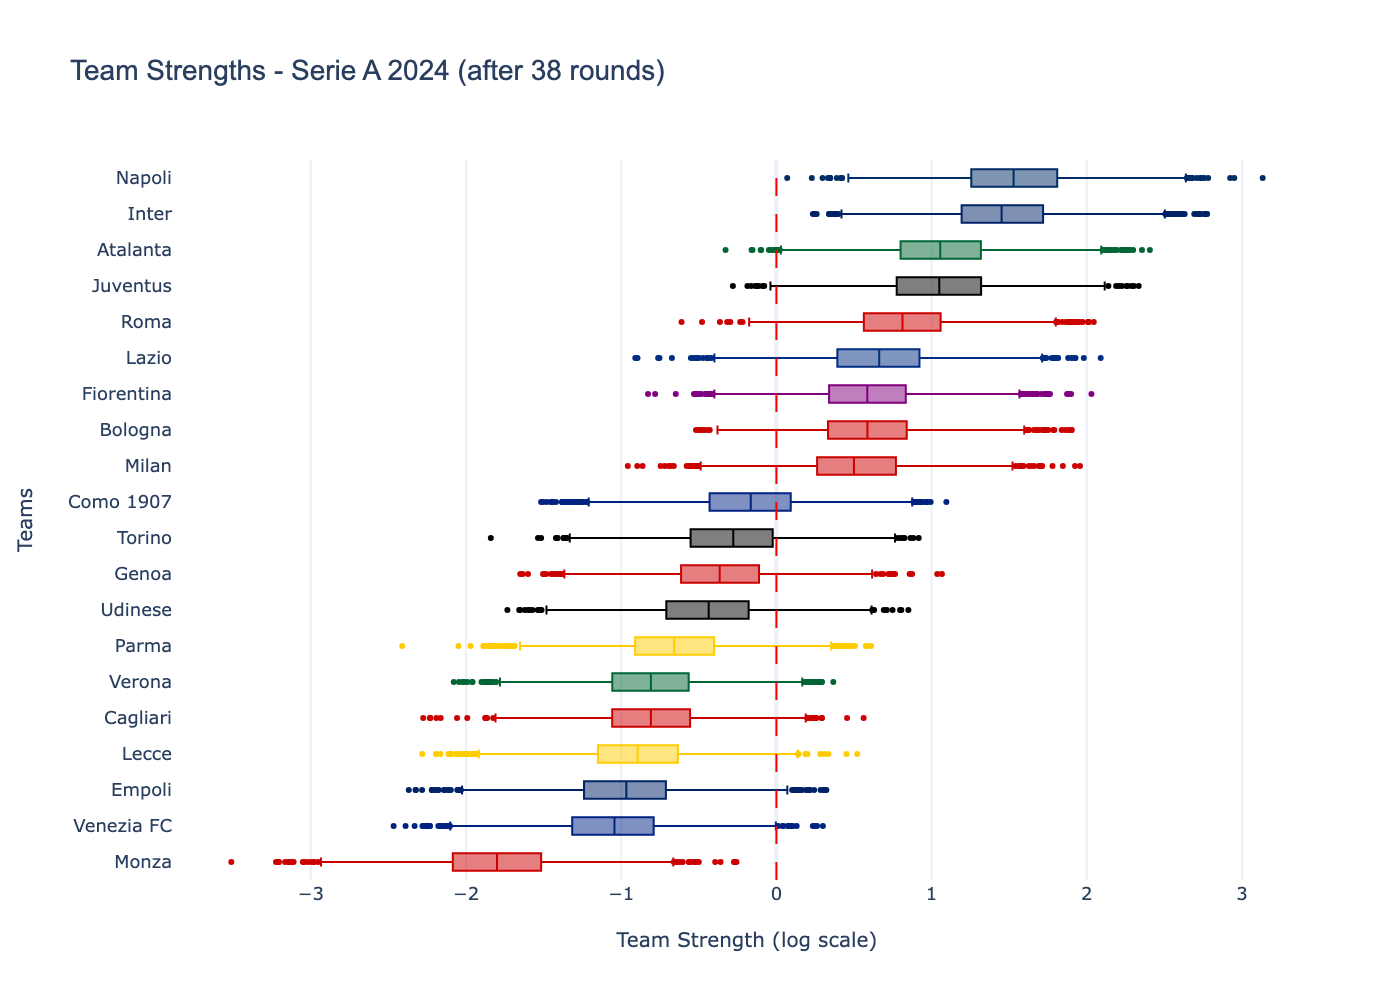 Team Strengths - Serie A 2024 (after 38 rounds)
Teams
Napoli
Inter
Atalanta
Juventus
Roma
Lazio
Fiorentina
Bologna
Milan
Como 1907
Torino
Genoa
Udinese
Parma
Verona
Cagliari
Lecce
Empoli
Venezia FC
Monza
−3 −2 −1 0 1 2 3
Team Strength (log scale)